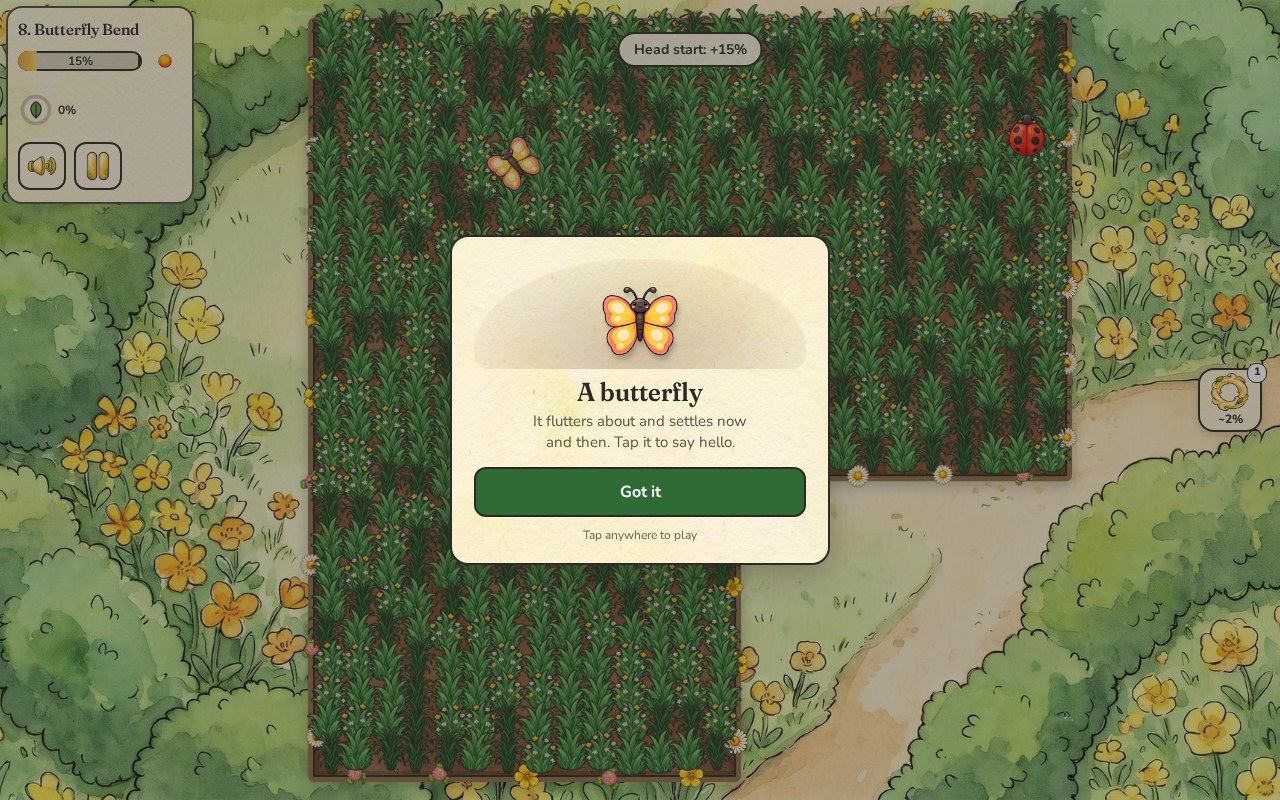 8. Butterfly Bend
15%
0%
Head start: +15%
A butterfly
It flutters about and settles now
and then. Tap it to say hello.
Got it
Tap anywhere to play
1
~2%